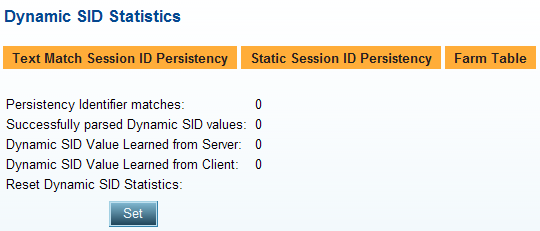 Dynamic SID Statistics
Text Match Session ID Persistency Static Session ID Persistency Farm Table
Persistency Identifier matches: 0
Successfully parsed Dynamic SID values: 0
Dynamic SID Value Learned from Server: 0
Dynamic SID Value Learned from Client: 0
Reset Dynamic SID Statistics:
Set